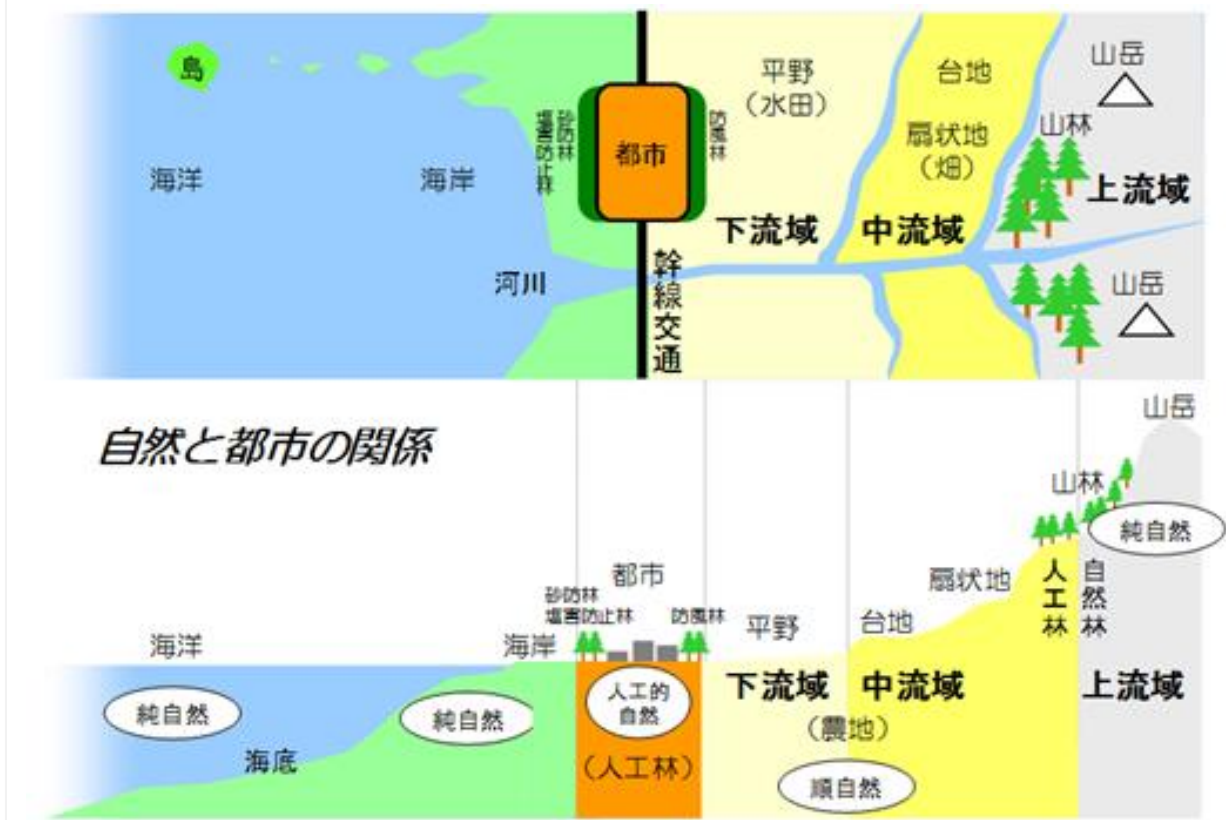 島
海洋
海岸
塩害防止林
砂防林
都市
防風林
平野
(水田)
台地
扇状地
(畑)
山岳
山林
上流域
下流域
中流域
河川
幹線交通
山岳
自然と都市の関係
山岳
山林
純自然
人工林
自然林
扇状地
都市
砂防林
塩害防止林
防風林
平野
台地
海洋
海岸
純自然
純自然
人工的
自然
下流域
中流域
上流域
(農地)
海底
(人工林)
順自然